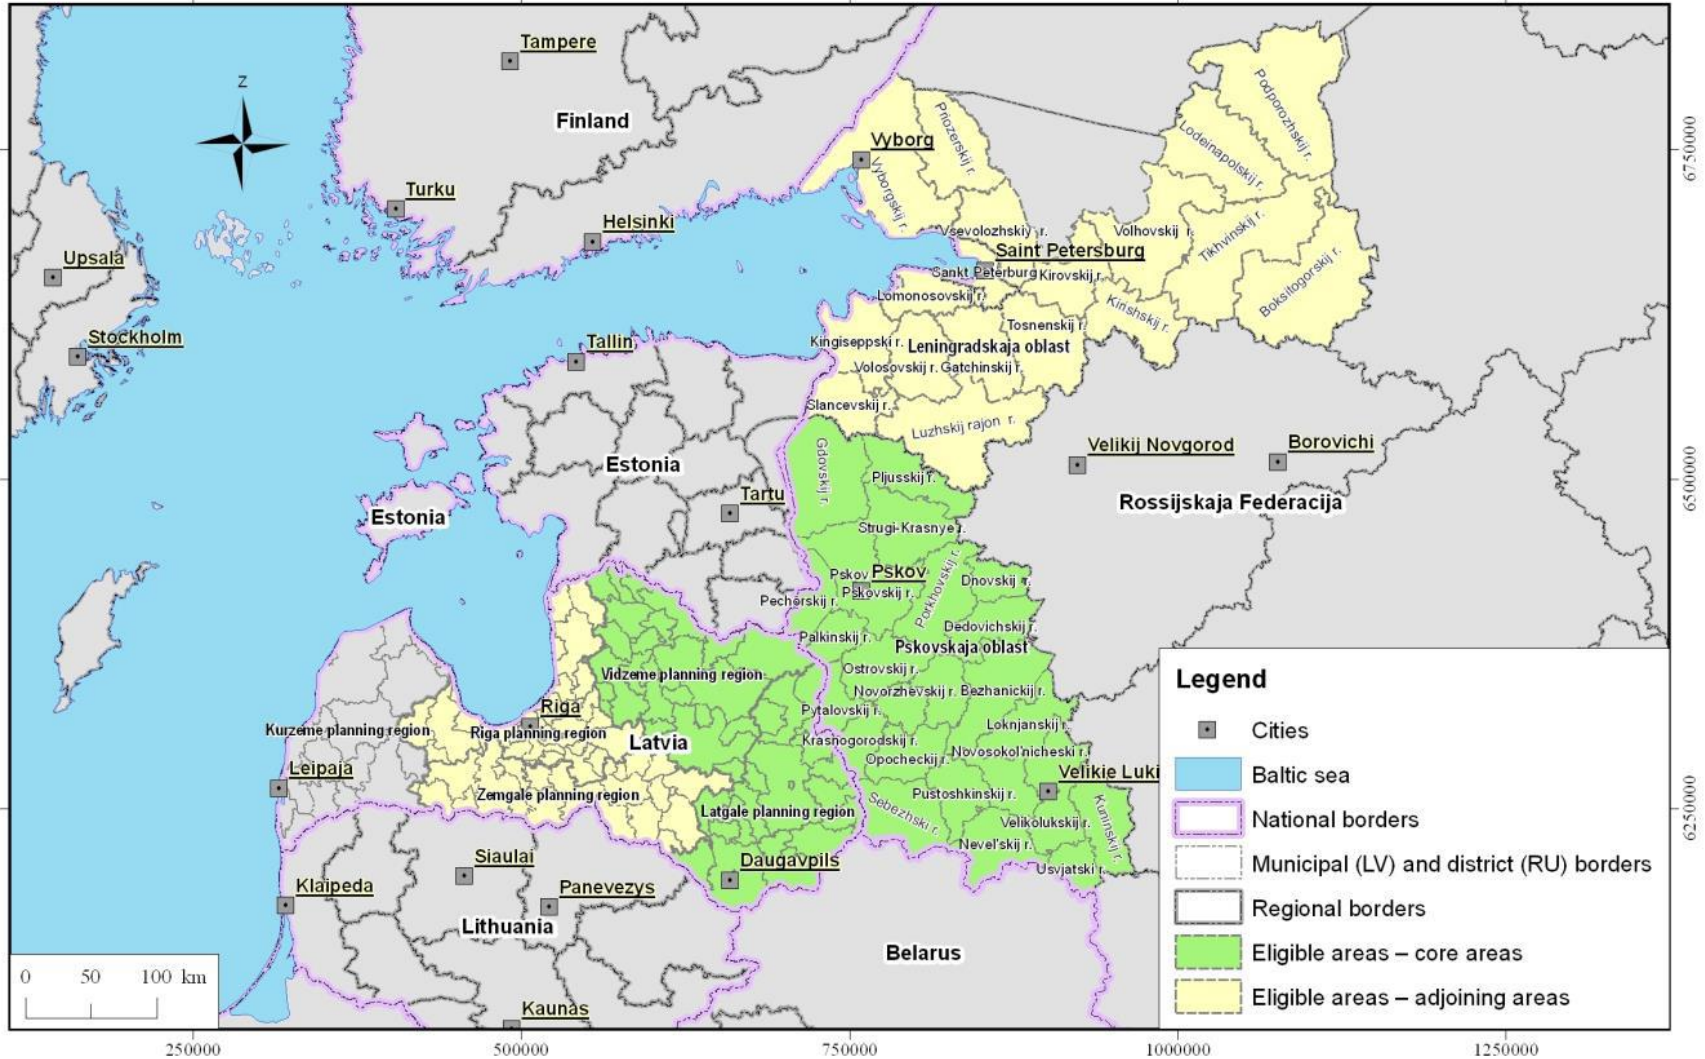 Tampere
Finland
Z
Turku
Helsinki
Upsala
Stockholm
Tallin
Vyborg
Priozerskij r.
Vyborgskij r.
Vsevolozhskiy r.
Saint Petersburg
Sankt Peterburg
Kirovskij r.
Podporozhskij r.
Lodeinapolskij r.
Volhovskij r.
Tikhvinskij r.
Boksitogorskij r.
Kirishskij r.
Lomonosovskij r.
Tosnenskij r.
Kingiseppski r.
Leningradskaja oblast
Volosovskij r.
Gatchinskij r.
Slancevskij r.
Luzhskij rajon r.
Estonia
Tartu
Estonia
Gdovskij r.
Pljusskij r.
Velikij Novgorod
Borovichi
Rossijskaja Federacija
Strugi-Krasnye r.
Pskov
Pskov
Pskovskij r.
Porkhovskij r.
Dnovskij r.
Pechorskij r.
Dedovichskij r.
Palkinskij r.
Pskovskaja oblast
Ostrovskij r.
Novorzhevskij r.
Bezhanickij r.
Pytalovskij r.
Loknjanskij r.
Krasnogorodskij r.
Novosokol'nicheski r.
Opocheckij r.
Velikie Luki
Pustoshkinskij r.
Sebezhski r.
Velikolukskij r.
Kuninskij r.
Nevel'skij r.
Usvjatski r.
Vidzeme planning region
Riga
Kurzeme planning region
Riga planning region
Latvia
Leipaja
Zemgale planning region
Latgale planning region
Daugavpils
Siaulai
Klaipeda
Panevezys
Lithuania
Belarus
Kaunas
0 50 100 km
Legend
Cities
Baltic sea
National borders
Municipal (LV) and district (RU) borders
Regional borders
Eligible areas – core areas
Eligible areas – adjoining areas
6750000
6500000
6250000
250000 500000 750000 1000000 1250000